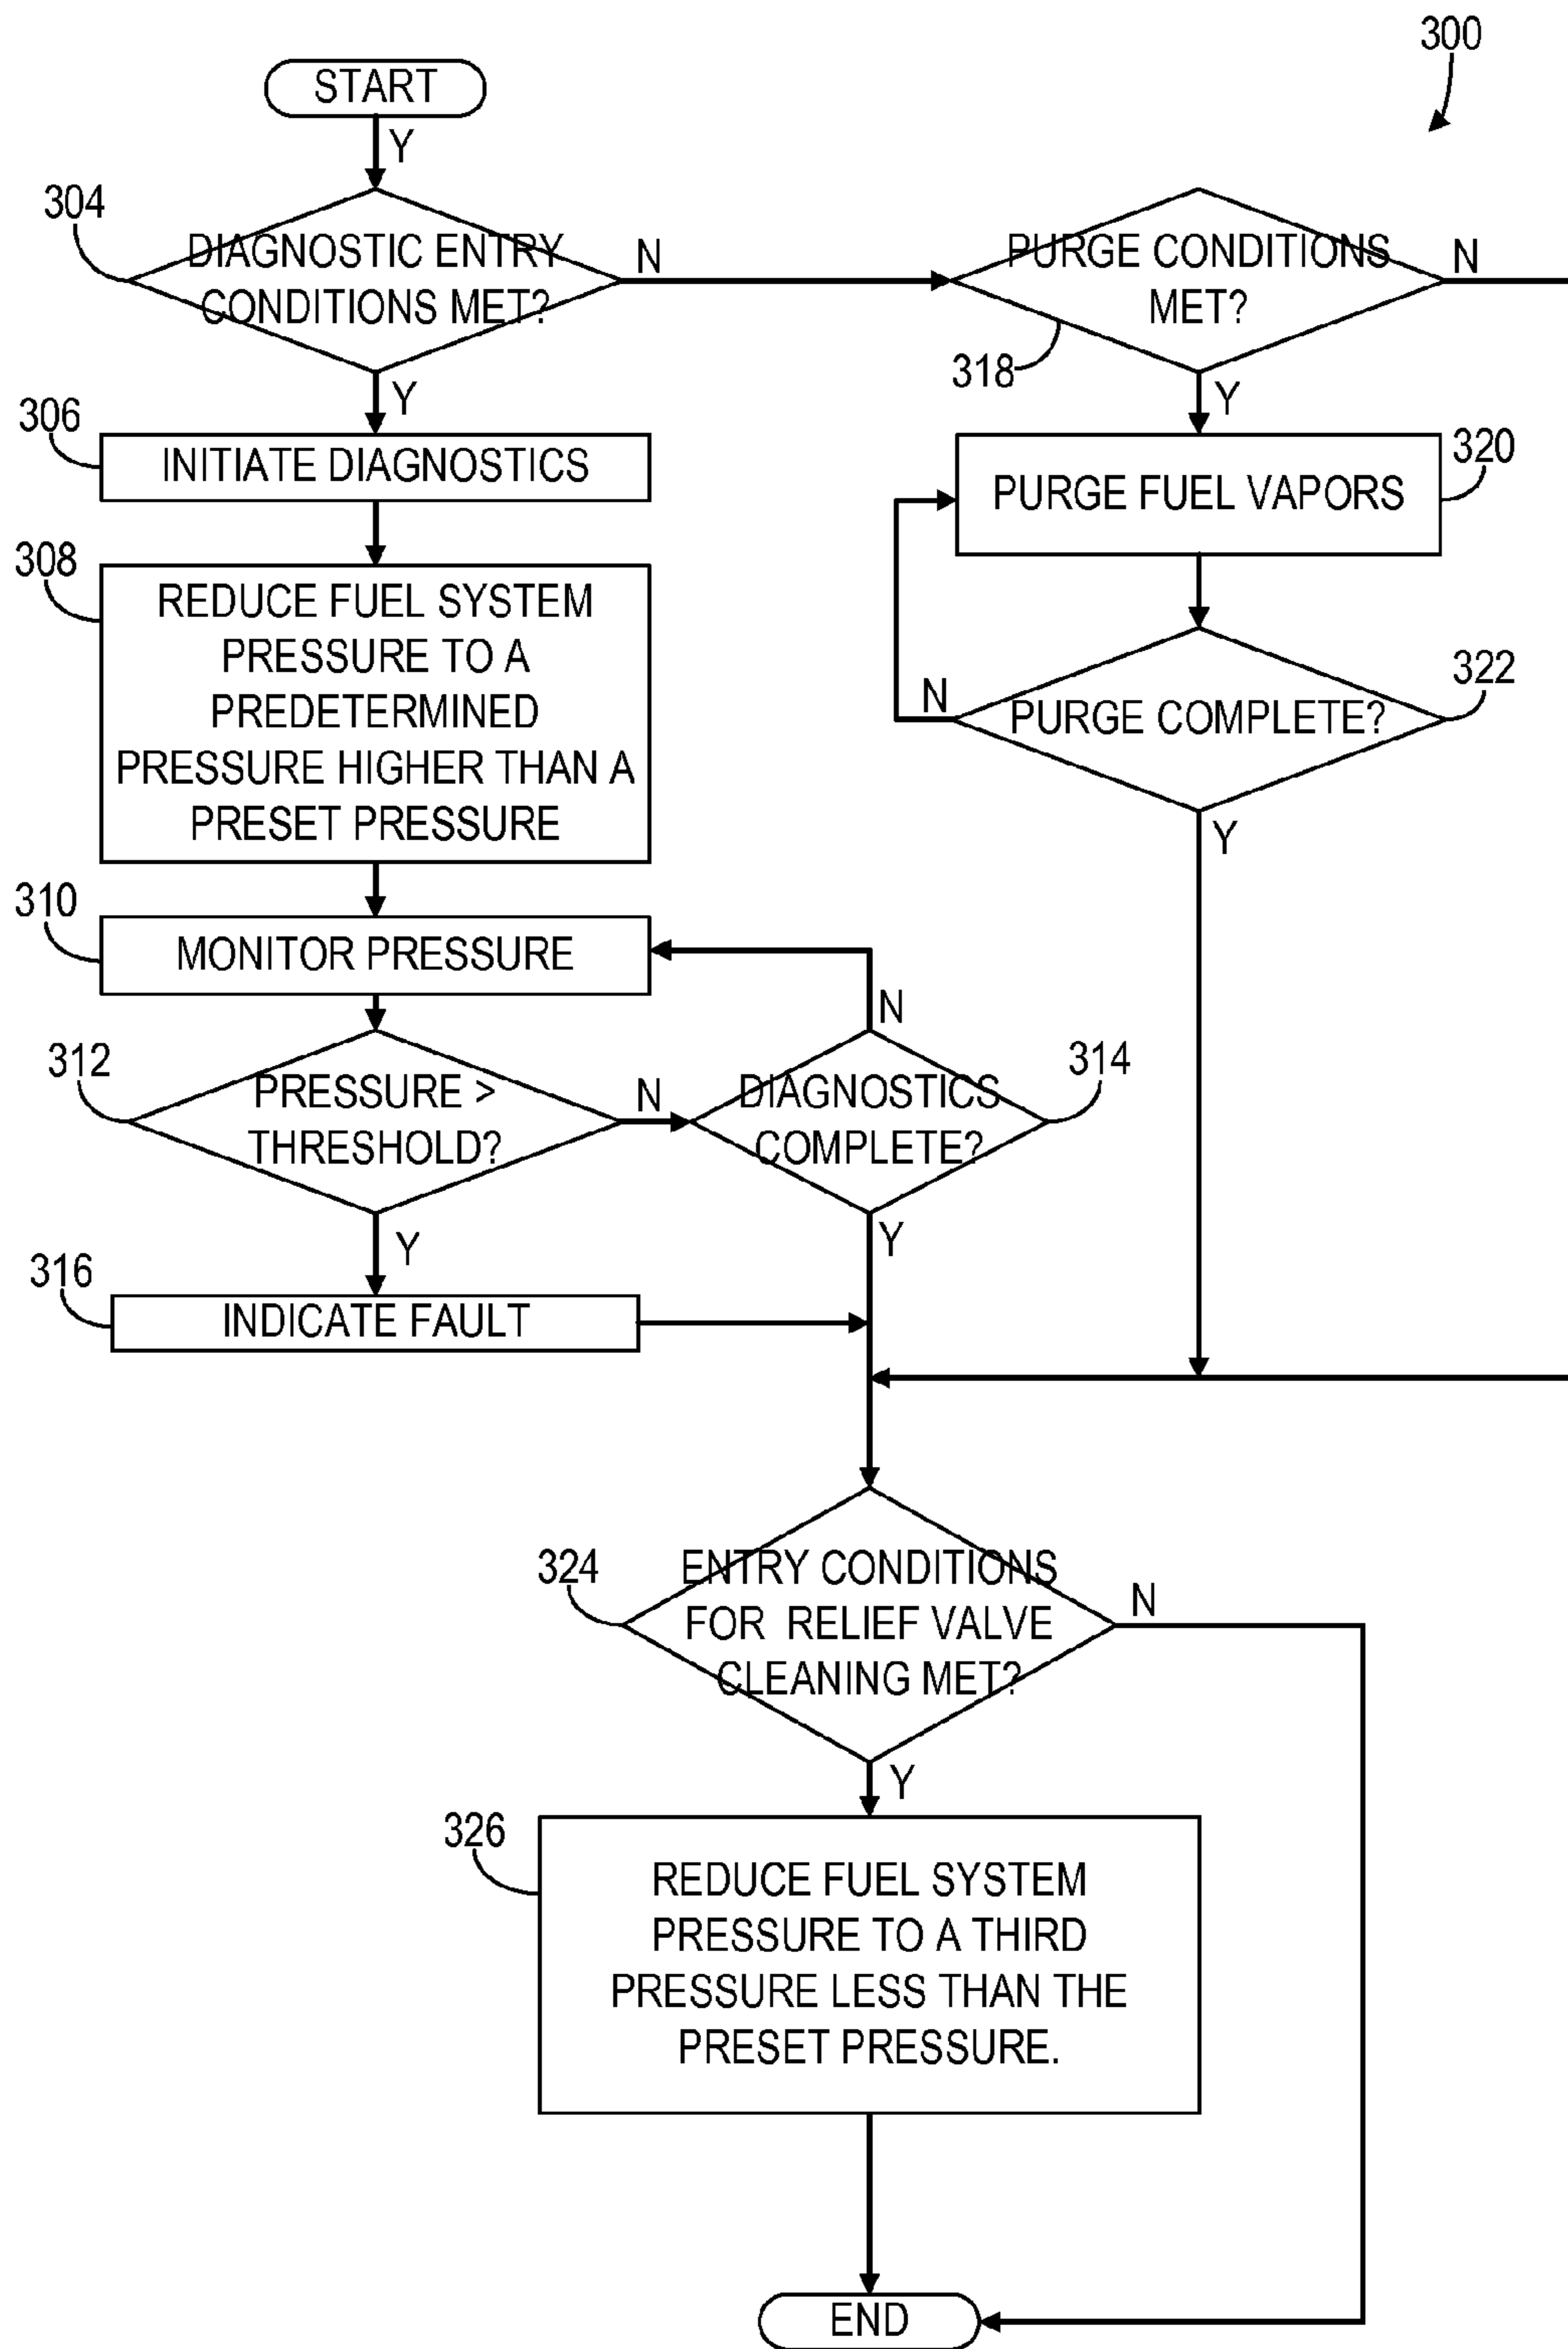 300
START
Y
304
DIAGNOSTIC ENTRY
CONDITIONS MET?
N
PURGE CONDITIONS
MET?
N
318
Y
Y
306
INITIATE DIAGNOSTICS
320
PURGE FUEL VAPORS
308
REDUCE FUEL SYSTEM
PRESSURE TO A
PREDETERMINED
PRESSURE HIGHER THAN A
PRESET PRESSURE
322
N
PURGE COMPLETE?
Y
310
MONITOR PRESSURE
N
312
PRESSURE >
THRESHOLD?
N
314
DIAGNOSTICS
COMPLETE?
Y
Y
316
INDICATE FAULT
324
ENTRY CONDITIONS
FOR RELIEF VALVE
CLEANING MET?
N
Y
326
REDUCE FUEL SYSTEM
PRESSURE TO A THIRD
PRESSURE LESS THAN THE
PRESET PRESSURE.
END